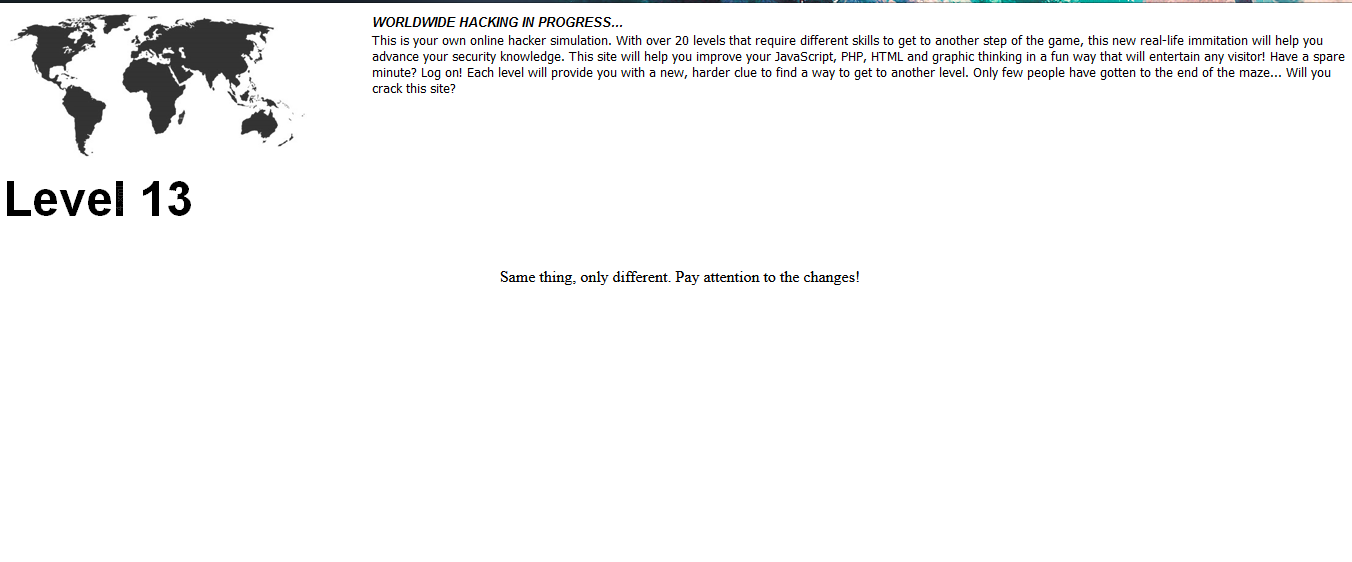 WORLDWIDE HACKING IN PROGRESS...
This is your own online hacker simulation. With over 20 levels that require different skills to get to another step of the game, this new real-life immitation will help you
advance your security knowledge. This site will help you improve your JavaScript, PHP, HTML and graphic thinking in a fun way that will entertain any visitor! Have a spare
minute? Log on! Each level will provide you with a new, harder clue to find a way to get to another level. Only few people have gotten to the end of the maze... Will you
crack this site?
Level 13
Same thing, only different. Pay attention to the changes!